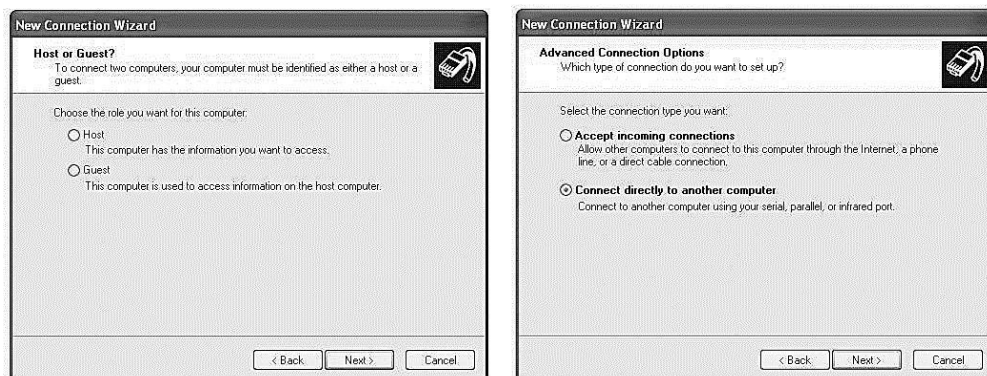 New Connection Wizard
Host or Guest?
To connect two computers, your computer must be identified as either a host or a
guest.
Choose the role you want for this computer:
Host
This computer has the information you want to access.
Guest
This computer is used to access information on the host computer.
< Back
Next >
Cancel
New Connection Wizard
Advanced Connection Options
Which type of connection do you want to set up?
Select the connection type you want:
Accept incoming connections
Allow other computers to connect to this computer through the Internet, a phone
line, or a direct cable connection.
Connect directly to another computer
Connect to another computer using your serial, parallel, or infrared port.
< Back
Next >
Cancel